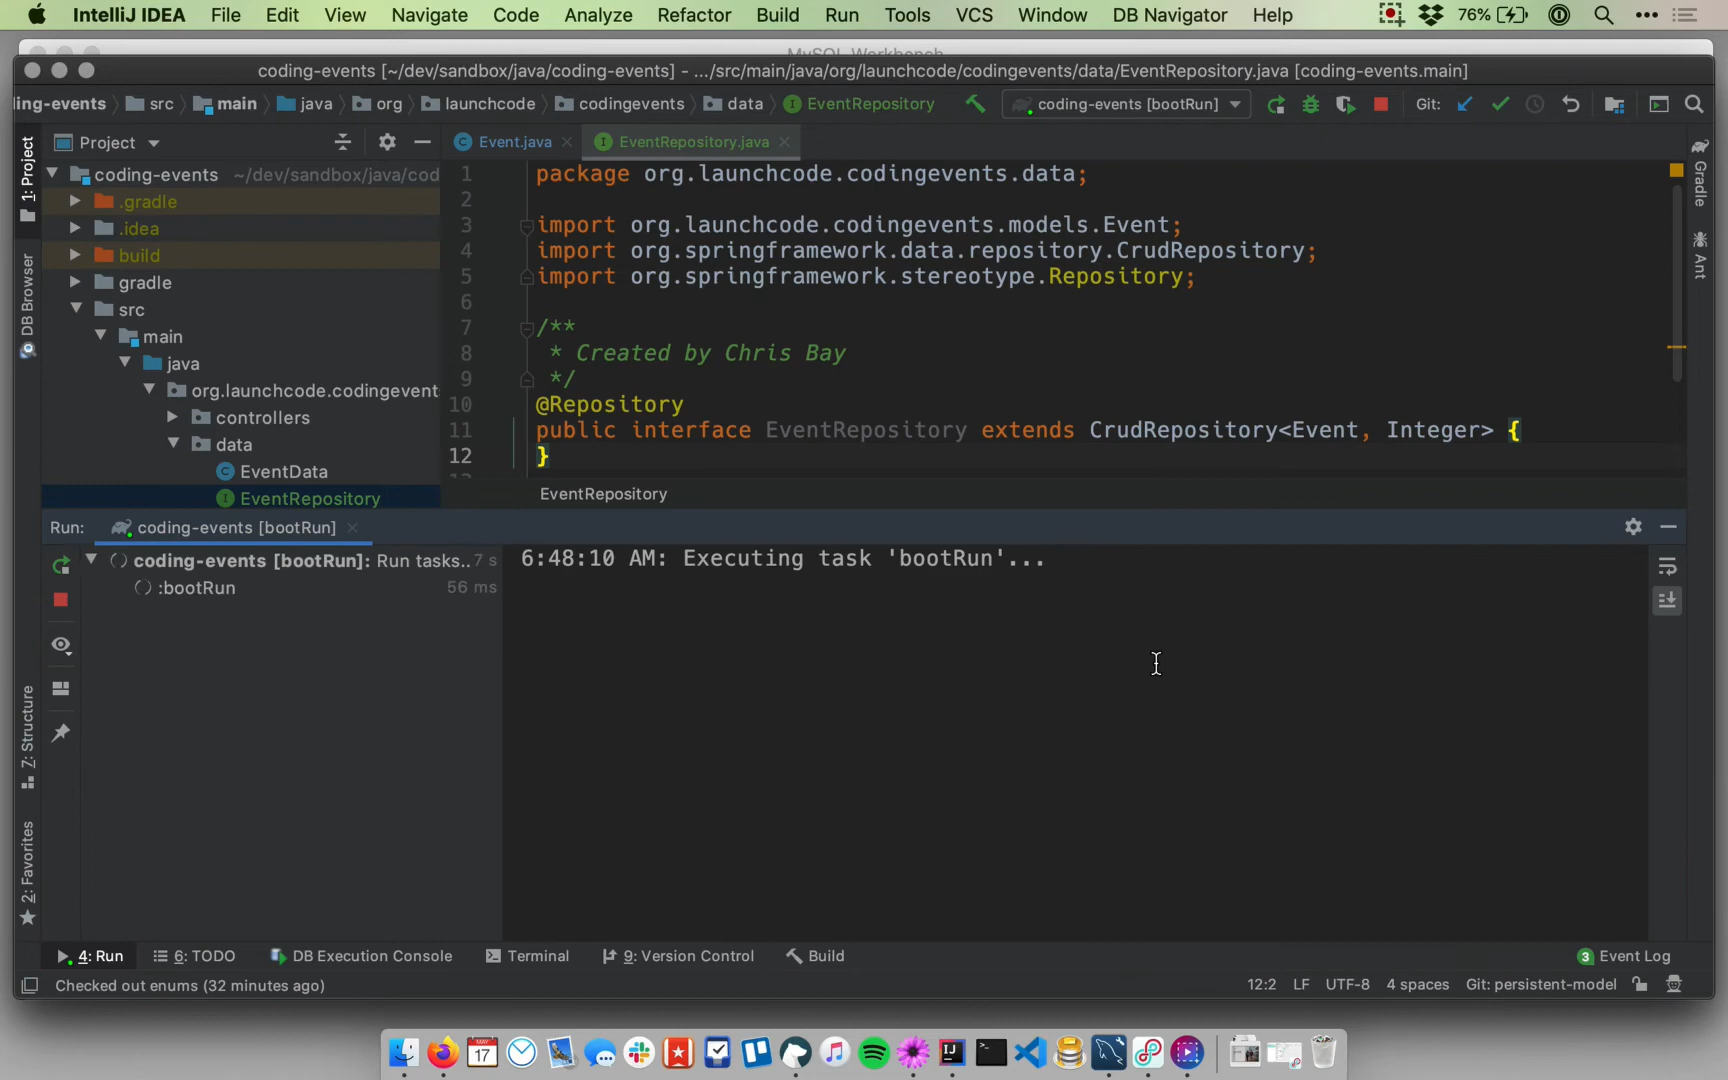 IntelliJ IDEA File Edit View Navigate Code Analyze Refactor Build Run Tools VCS Window DB Navigator Help 76%
coding-events [~/dev/sandbox/java/coding-events] - .../src/main/java/org/launchcode/codingevents/data/EventRepository.java [coding-events.main]
ing-events src main java org launchcode codingevents data EventRepository coding-events [bootRun] Git:
1: Project
DB Browser
7: Structure
2: Favorites
Project
coding-events ~/dev/sandbox/java/cod
.gradle
.idea
build
gradle
src
main
java
org.launchcode.codingevent
controllers
data
EventData
EventRepository
Event.java EventRepository.java
1 package org.launchcode.codingevents.data;
2
3 import org.launchcode.codingevents.models.Event;
4 import org.springframework.data.repository.CrudRepository;
5 import org.springframework.stereotype.Repository;
6
7 /**
8 * Created by Chris Bay
9 */
10 @Repository
11 public interface EventRepository extends CrudRepository<Event, Integer> {
12 }
EventRepository
Gradle
Ant
Run: coding-events [bootRun]
coding-events [bootRun]: Run tasks.. 7 s
:bootRun 56 ms
6:48:10 AM: Executing task 'bootRun'...
4: Run 6: TODO DB Execution Console Terminal 9: Version Control Build 3 Event Log
Checked out enums (32 minutes ago) 12:2 LF UTF-8 4 spaces Git: persistent-model
MAY
17
IJ